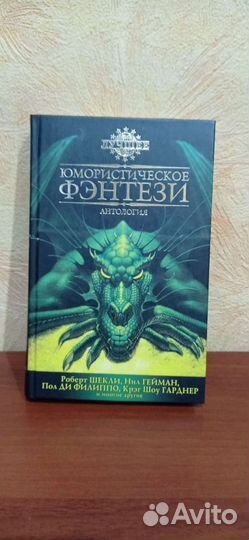 ЛУЧШЕЕ
ЮМОРИСТИЧЕСКОЕ
ФЭНТЕЗИ
АНТОЛОГИЯ
Роберт ШЕКЛИ, Нил ГЕЙМАН,
Пол ДИ ФИЛИППО, Крэг Шоу ГАРДНЕР
и многие другие
Avito